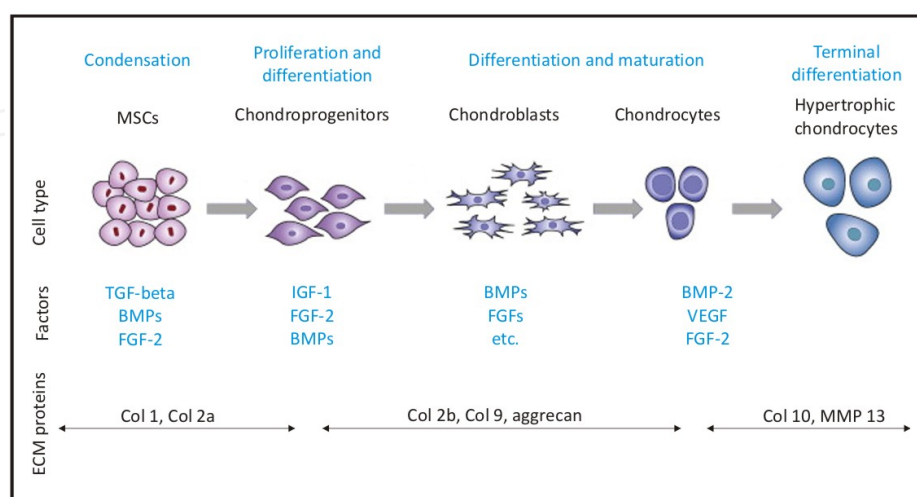 Condensation
Proliferation and
differentiation
Differentiation and maturation
Terminal
differentiation
MSCs
Chondroprogenitors
Chondroblasts
Chondrocytes
Hypertrophic
chondrocytes
Cell type
Factors
TGF-beta
BMPs
FGF-2
IGF-1
FGF-2
BMPs
BMPs
FGFs
etc.
BMP-2
VEGF
FGF-2
ECM proteins
Col 1, Col 2a
Col 2b, Col 9, aggrecan
Col 10, MMP 13